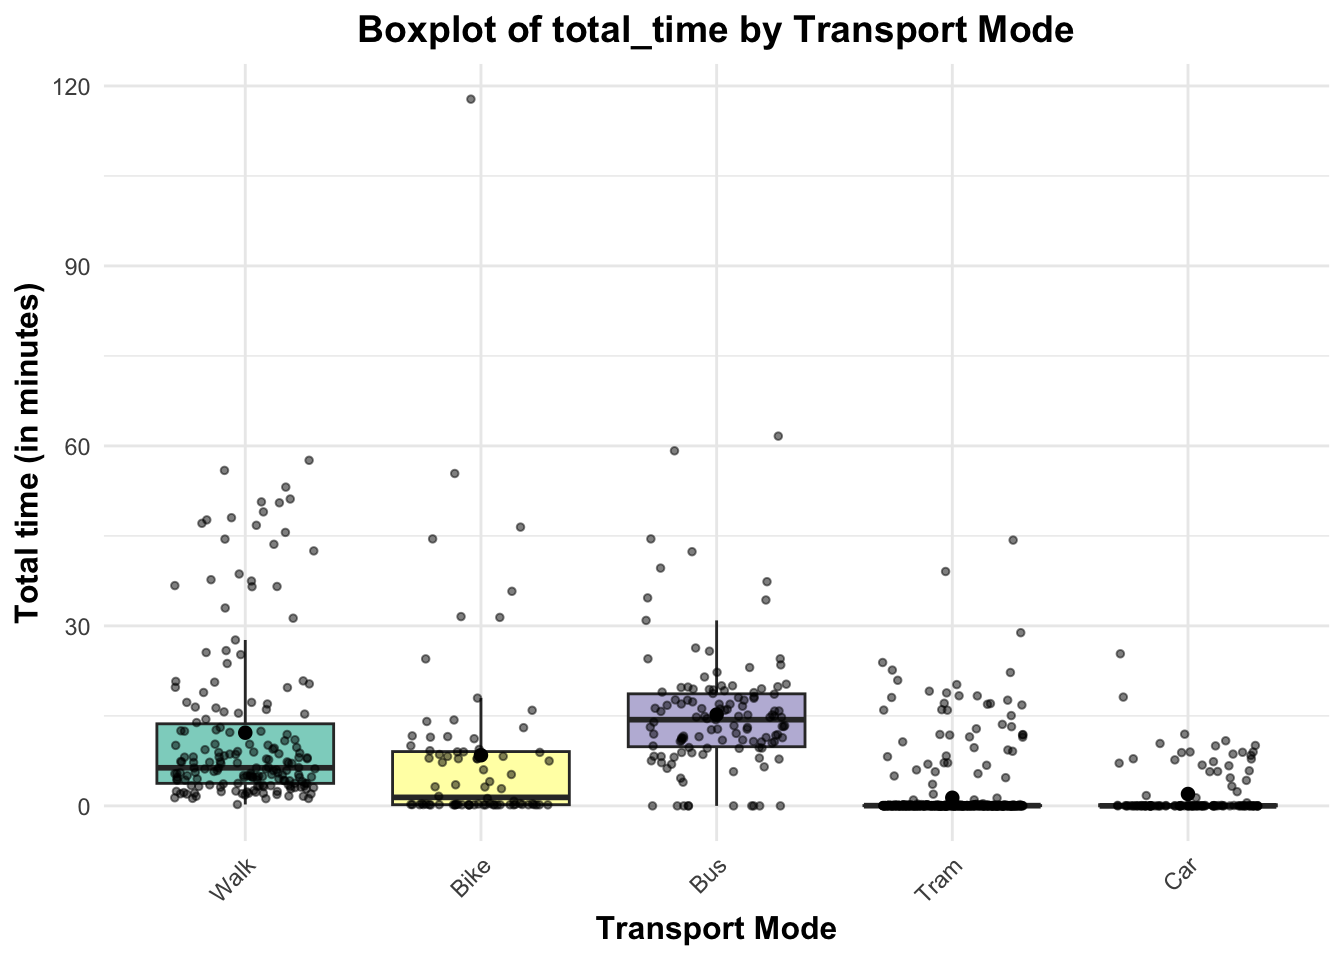 Boxplot of total_time by Transport Mode
Total time (in minutes)
120
90
60
30
0
Walk
Bike
Bus
Tram
Car
Transport Mode